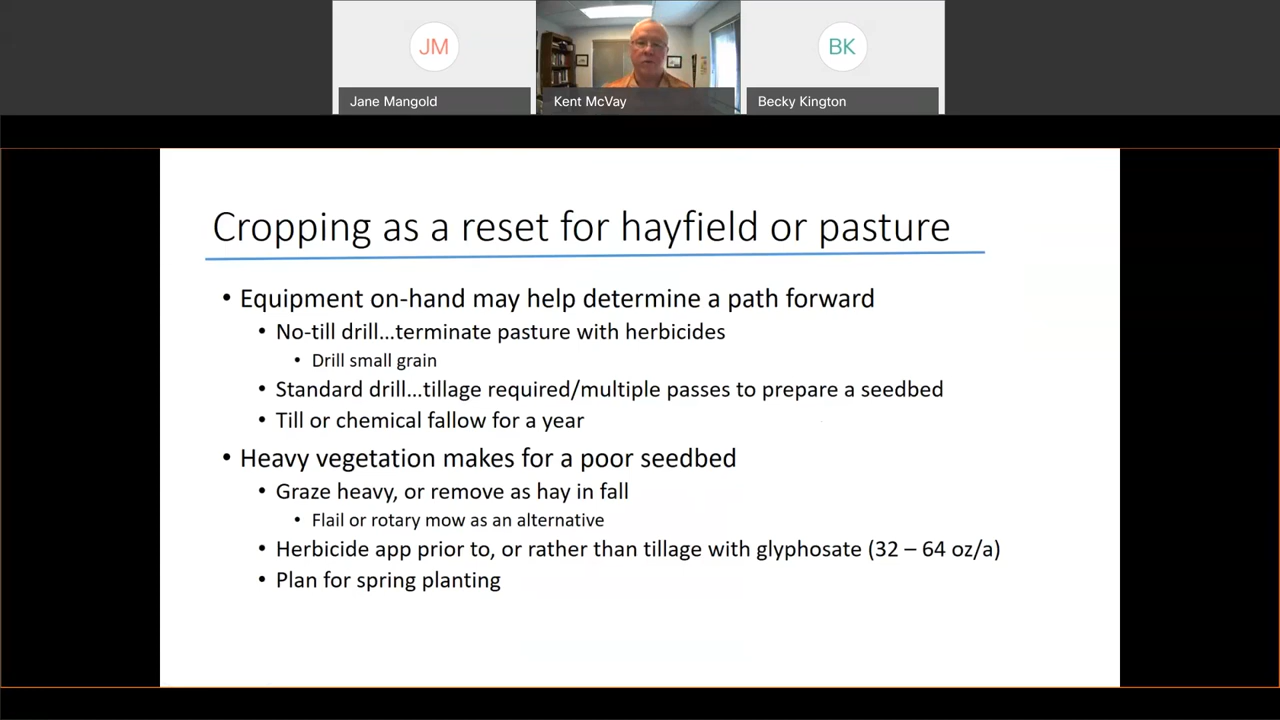 JM
BK
Jane Mangold
Kent McVay
Becky Kington
Cropping as a reset for hayfield or pasture
• Equipment on-hand may help determine a path forward
• No-till drill...terminate pasture with herbicides
• Drill small grain
• Standard drill...tillage required/multiple passes to prepare a seedbed
• Till or chemical fallow for a year
• Heavy vegetation makes for a poor seedbed
• Graze heavy, or remove as hay in fall
• Flail or rotary mow as an alternative
• Herbicide app prior to, or rather than tillage with glyphosate (32 – 64 oz/a)
• Plan for spring planting